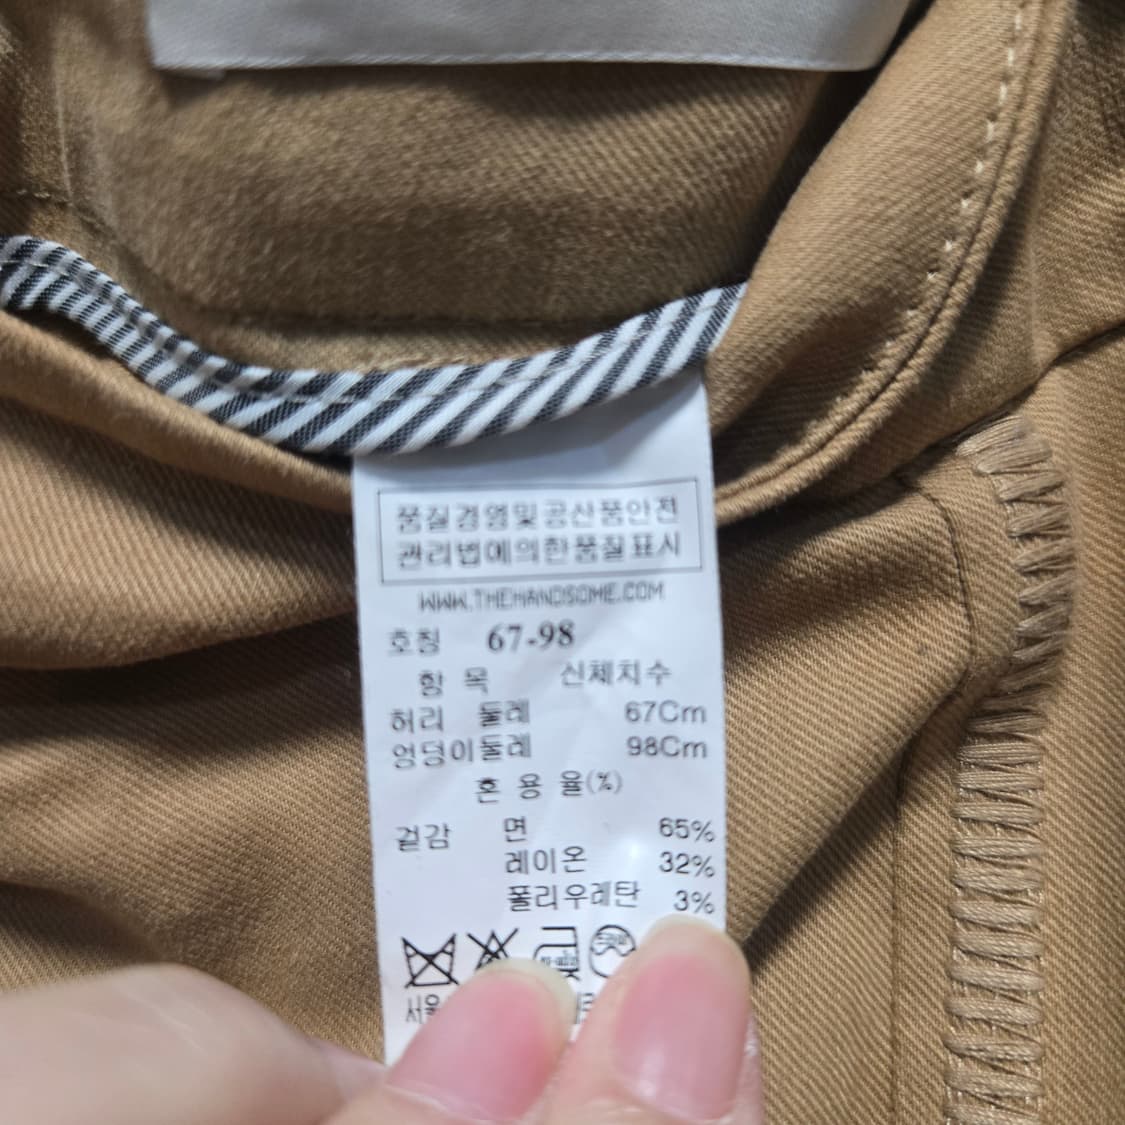 품질경영및공산품안전
관리법에의한품질표시
WWW.THEHANDSOME.COM
호칭 67-98
항 목 신체치수
허리 둘레 67Cm
엉덩이둘레 98Cm
혼 용 율(%)
겉감 면 65%
레이온 32%
폴리우레탄 3%
서울